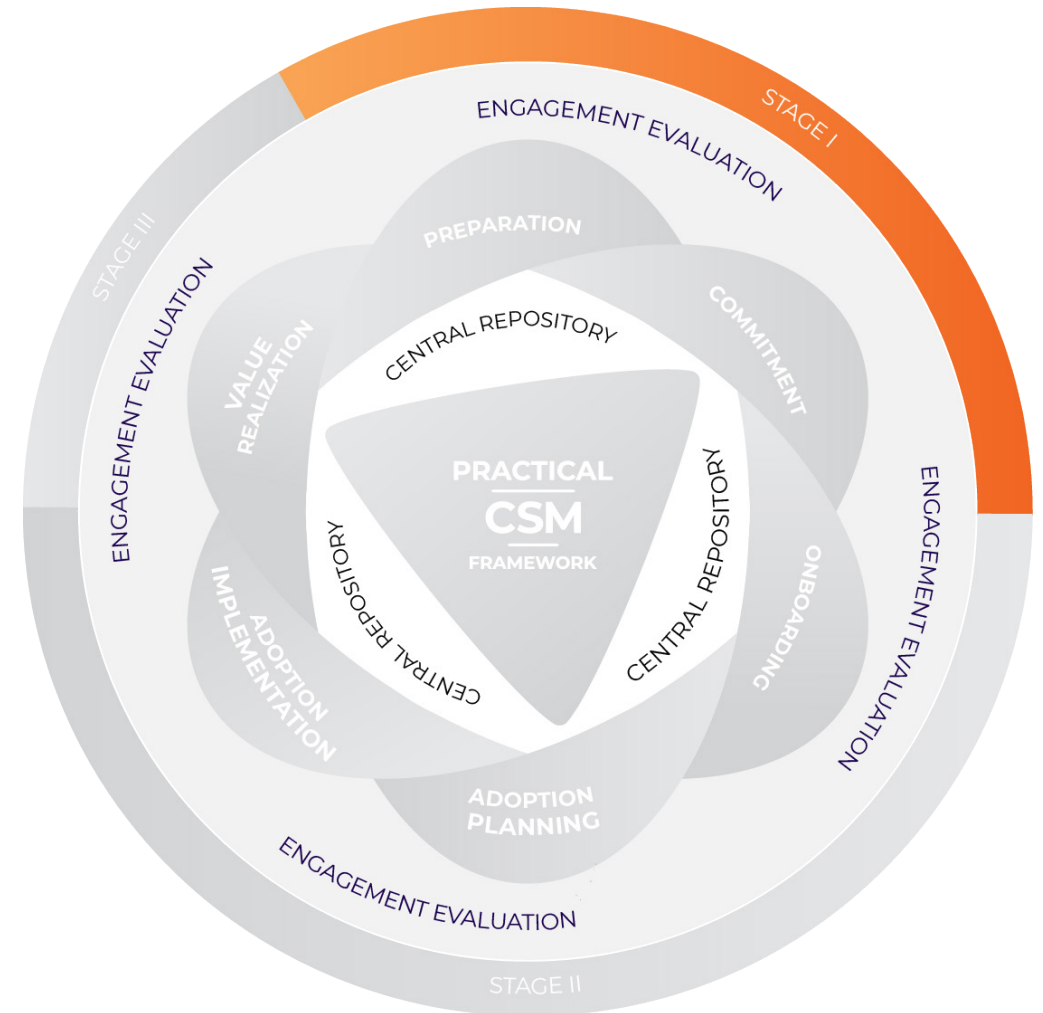 STAGE I
ENGAGEMENT EVALUATION
PREPARATION
COMMITMENT
CENTRAL REPOSITORY
STAGE III
ENGAGEMENT EVALUATION
VALUE
REALIZATION
PRACTICAL
CSM
FRAMEWORK
CENTRAL REPOSITORY
CENTRAL REPOSITORY
ENGAGEMENT EVALUATION
ONBOARDING
ADOPTION
IMPLEMENTATION
ADOPTION
PLANNING
ENGAGEMENT EVALUATION
STAGE II